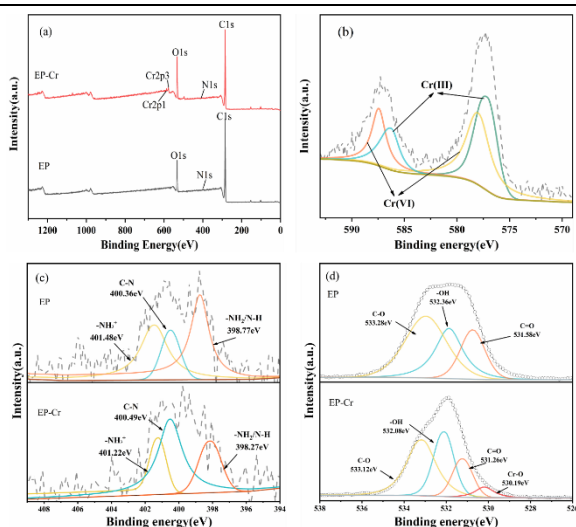 (a)
C1s
O1s
EP-Cr
Cr2p3
Cr2p1
N1s
C1s
O1s
EP
N1s
Intensity(a.u.)
1200 1000 800 600 400 200 0
Binding Energy(eV)
(b)
Cr(III)
Cr(VI)
Intensity(a.u.)
590 585 580 575 570
Binding energy(eV)
(c)
EP
C-N
400.36eV
-NH₃⁺
401.48eV
-NH₂/N-H
398.77eV
EP-Cr
C-N
400.49eV
-NH₃⁺
401.22eV
-NH₂/N-H
398.27eV
Intensity(a.u.)
408 406 404 402 400 398 396 394
Binding energy(eV)
(d)
EP
-OH
532.36eV
C-O
533.28eV
C=O
531.58eV
EP-Cr
-OH
532.08eV
C=O
531.26eV
C-O
533.12eV
Cr-O
530.19eV
Intensity(a.u.)
538 536 534 532 530 528 526
Binding energy(eV)